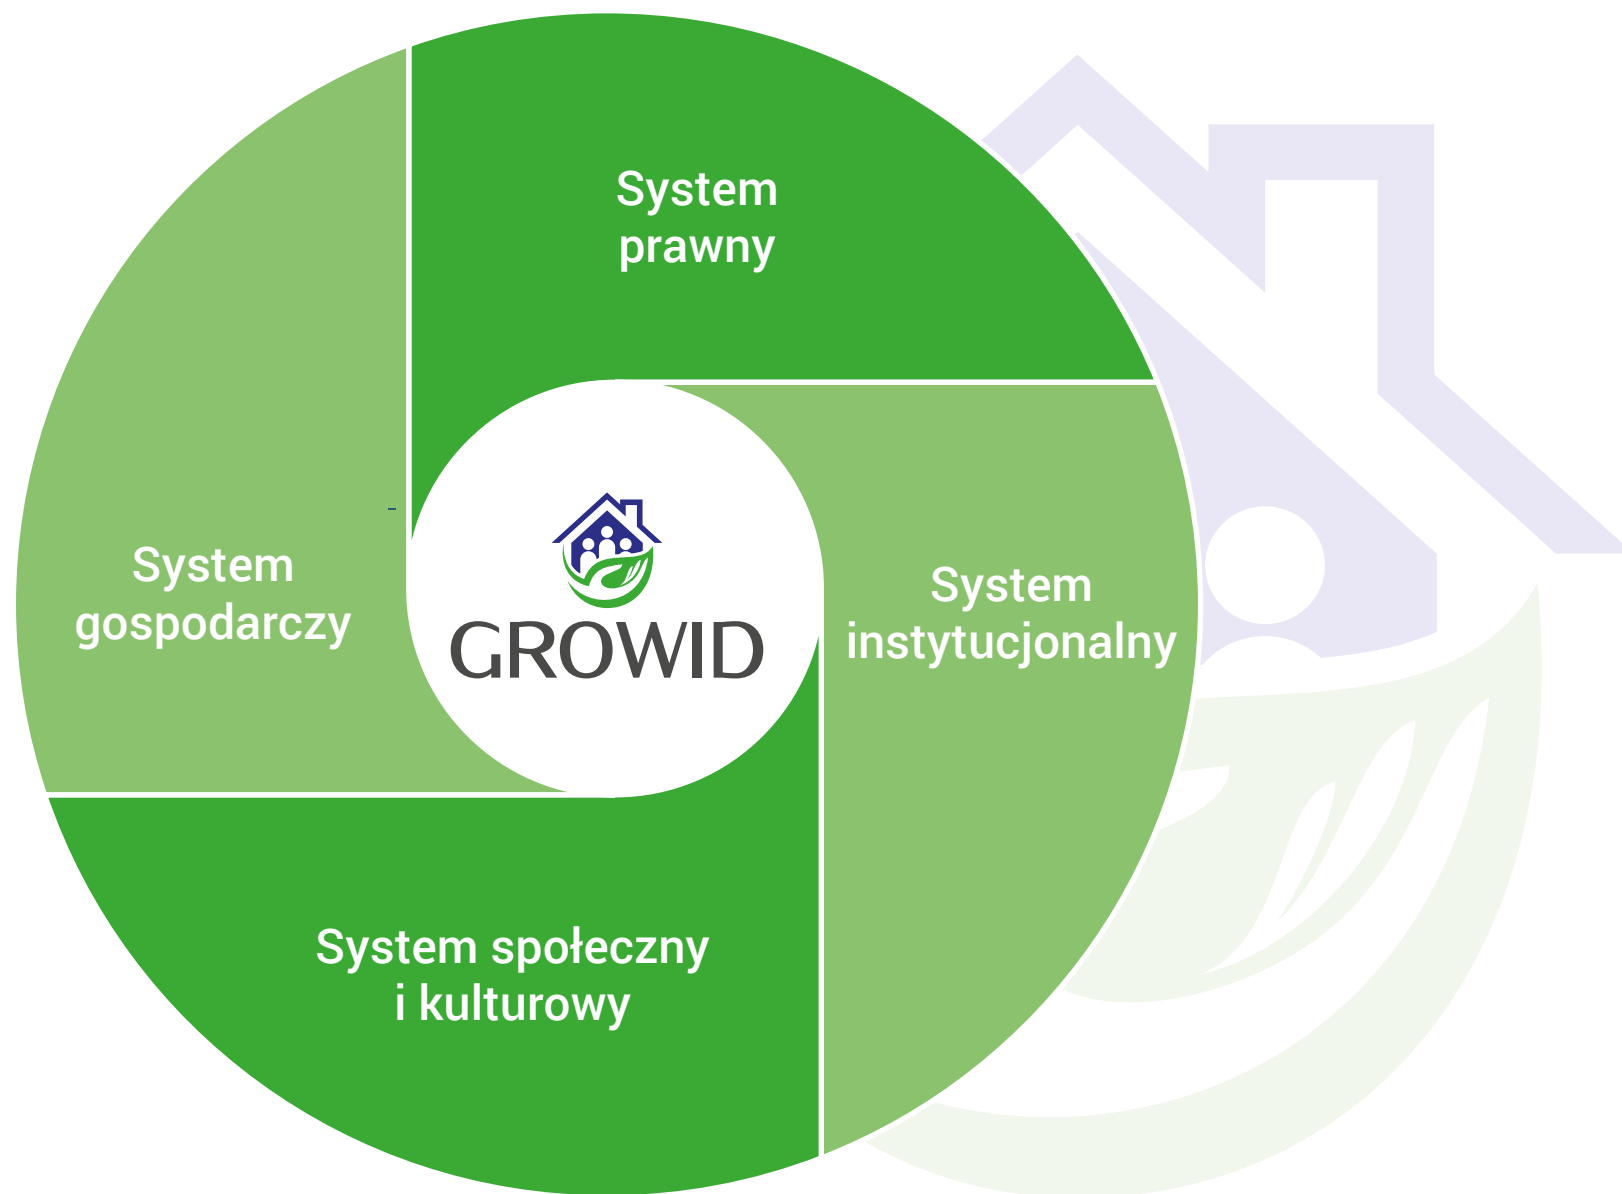 System
prawny
System
gospodarczy
GROWID
System
instytucjonalny
System społeczny
i kulturowy